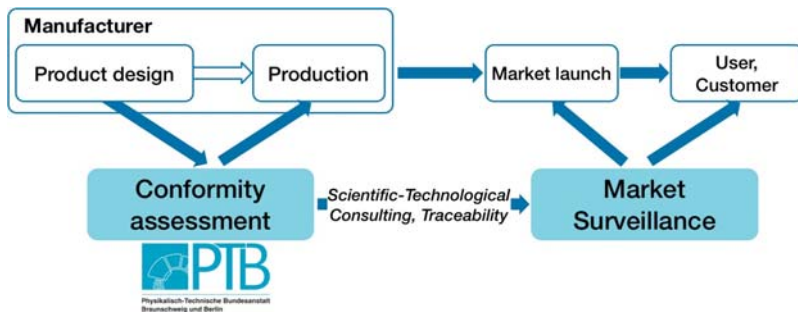 Manufacturer
Product design
Production
Market launch
User,
Customer
Conformity
assessment
Scientific-Technological
Consulting, Traceability
Market
Surveillance
PTB
Physikalisch-Technische Bundesanstalt
Braunschweig und Berlin